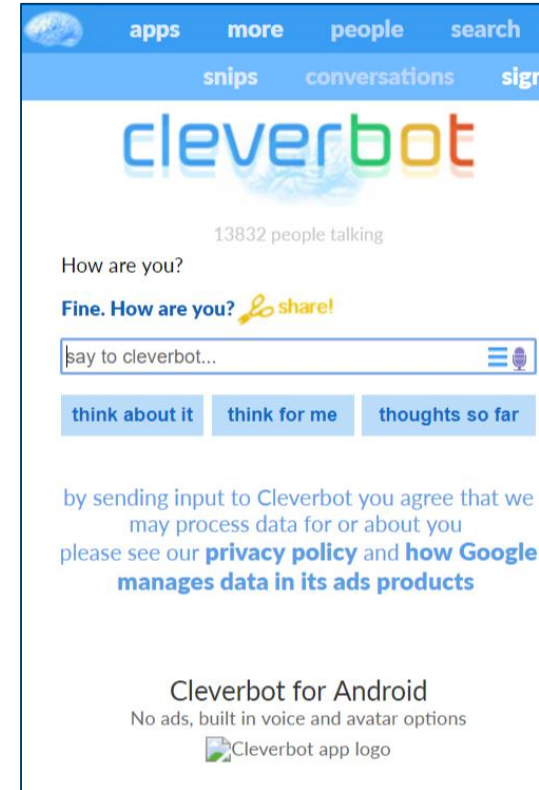 apps more people search
snips conversations sign
cleverbot
13832 people talking
How are you?
Fine. How are you? share!
say to cleverbot...
think about it think for me thoughts so far
by sending input to Cleverbot you agree that we
may process data for or about you
please see our privacy policy and how Google
manages data in its ads products
Cleverbot for Android
No ads, built in voice and avatar options
Cleverbot app logo